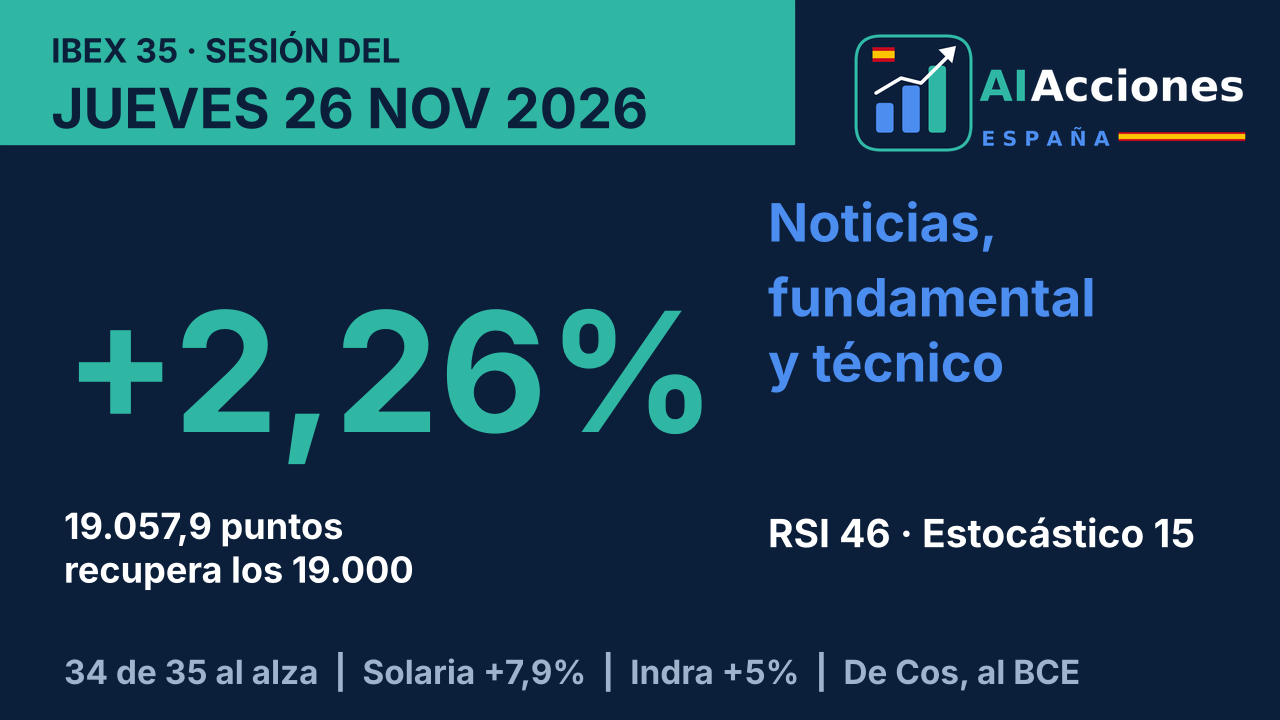 IBEX 35 · SESIÓN DEL
JUEVES 26 NOV 2026
AIAcciones
ESPAÑA
Noticias,
fundamental
y técnico
+2,26%
19.057,9 puntos
recupera los 19.000
RSI 46 · Estocástico 15
34 de 35 al alza | Solaria +7,9% | Indra +5% | De Cos, al BCE